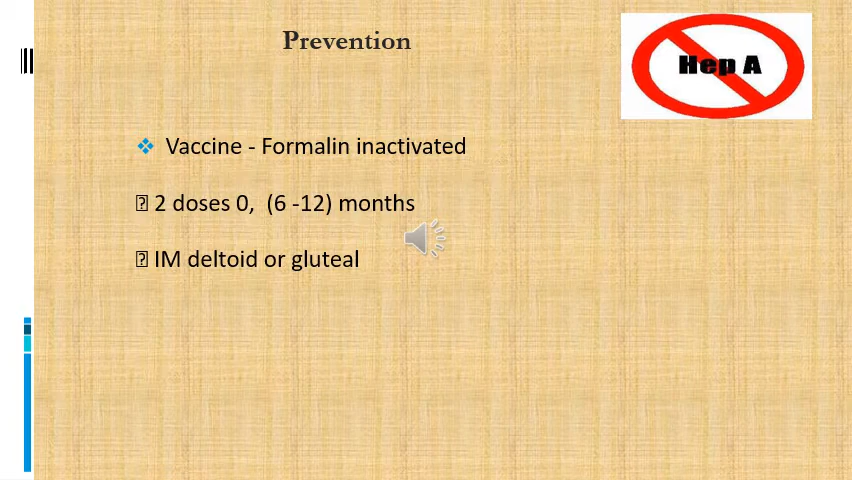 Prevention
Hep A
❖ Vaccine - Formalin inactivated
⍰ 2 doses 0, (6 -12) months
⍰ IM deltoid or gluteal